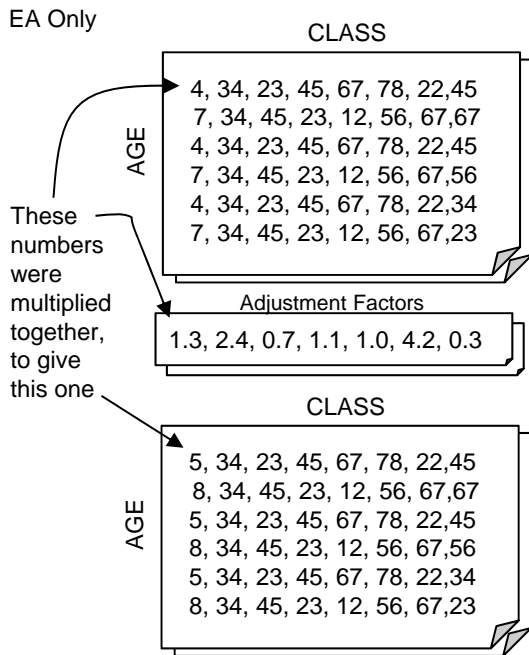 EA Only
CLASS
AGE
4, 34, 23, 45, 67, 78, 22,45
7, 34, 45, 23, 12, 56, 67,67
4, 34, 23, 45, 67, 78, 22,45
7, 34, 45, 23, 12, 56, 67,56
4, 34, 23, 45, 67, 78, 22,34
7, 34, 45, 23, 12, 56, 67,23
These
numbers
were
multiplied
together,
to give
this one
Adjustment Factors
1.3, 2.4, 0.7, 1.1, 1.0, 4.2, 0.3
CLASS
AGE
5, 34, 23, 45, 67, 78, 22,45
8, 34, 45, 23, 12, 56, 67,67
5, 34, 23, 45, 67, 78, 22,45
8, 34, 45, 23, 12, 56, 67,56
5, 34, 23, 45, 67, 78, 22,34
8, 34, 45, 23, 12, 56, 67,23